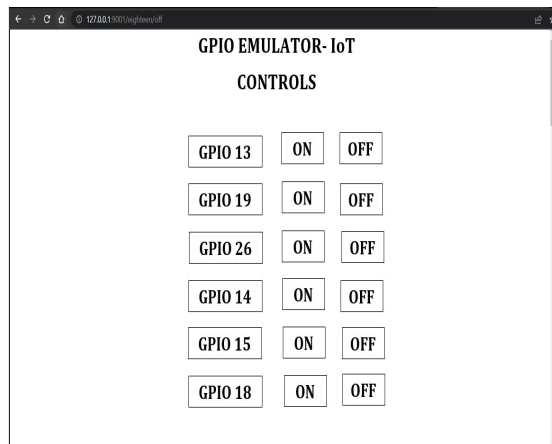 127.0.0.1:9001/eighteen/off
GPIO EMULATOR- IoT
CONTROLS
GPIO 13 ON OFF
GPIO 19 ON OFF
GPIO 26 ON OFF
GPIO 14 ON OFF
GPIO 15 ON OFF
GPIO 18 ON OFF